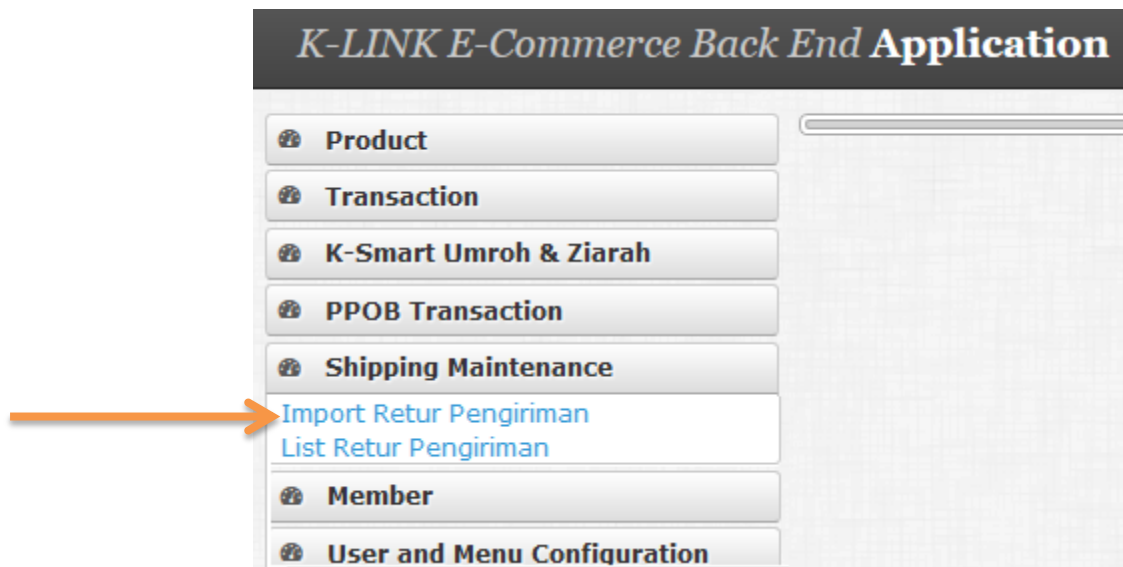 K-LINK E-Commerce Back End Application
Product
Transaction
K-Smart Umroh & Ziarah
PPOB Transaction
Shipping Maintenance
Import Retur Pengiriman
List Retur Pengiriman
Member
User and Menu Configuration